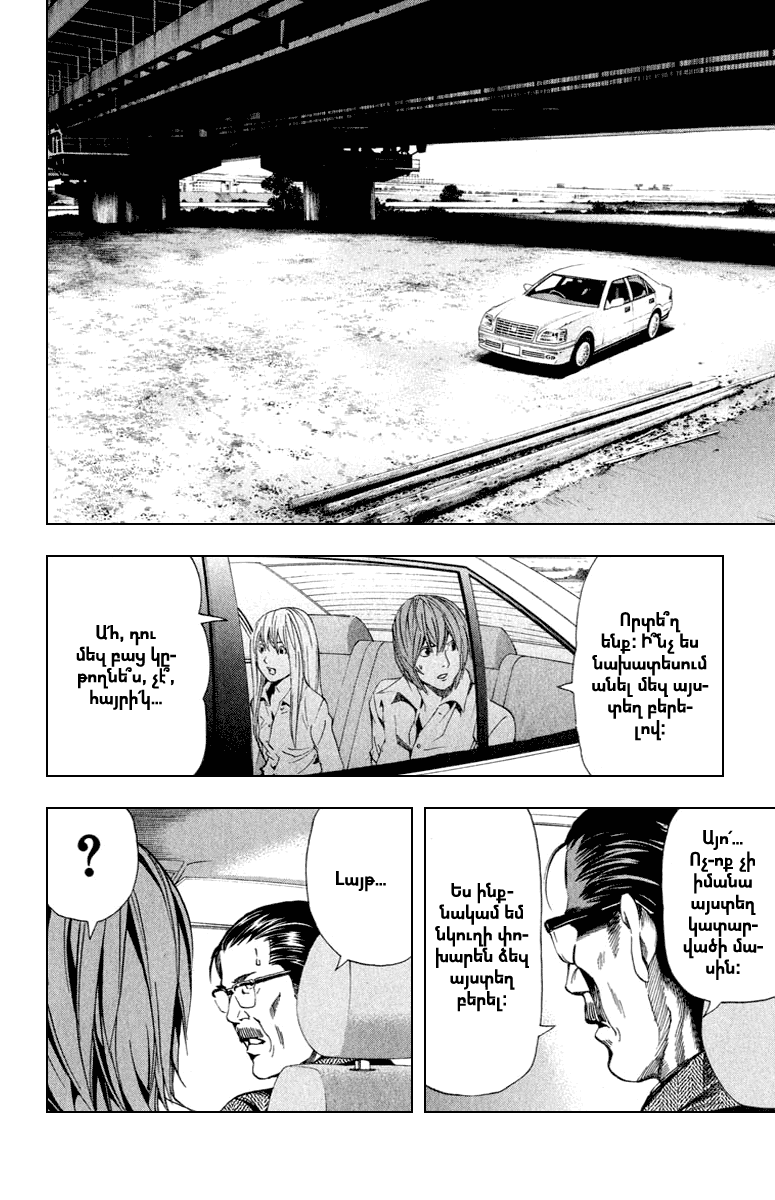 Որտե՞ղ
ենք: Ի՞նչ ես
նախատեսում
անել մեզ այս-
տեղ բերե-
լով:
Ա՜հ, դու
մեզ բաց կը-
թողնե՞ս, չէ՞,
հայրի՛կ...
Այո՛...
Ոչ-ոք չի
իմանա
այստեղ
կատար-
վածի մա-
սին:
Ես ինք-
նակամ եմ
նկուղի փո-
խարեն ձեզ
այստեղ
բերել:
Լայթ...
?